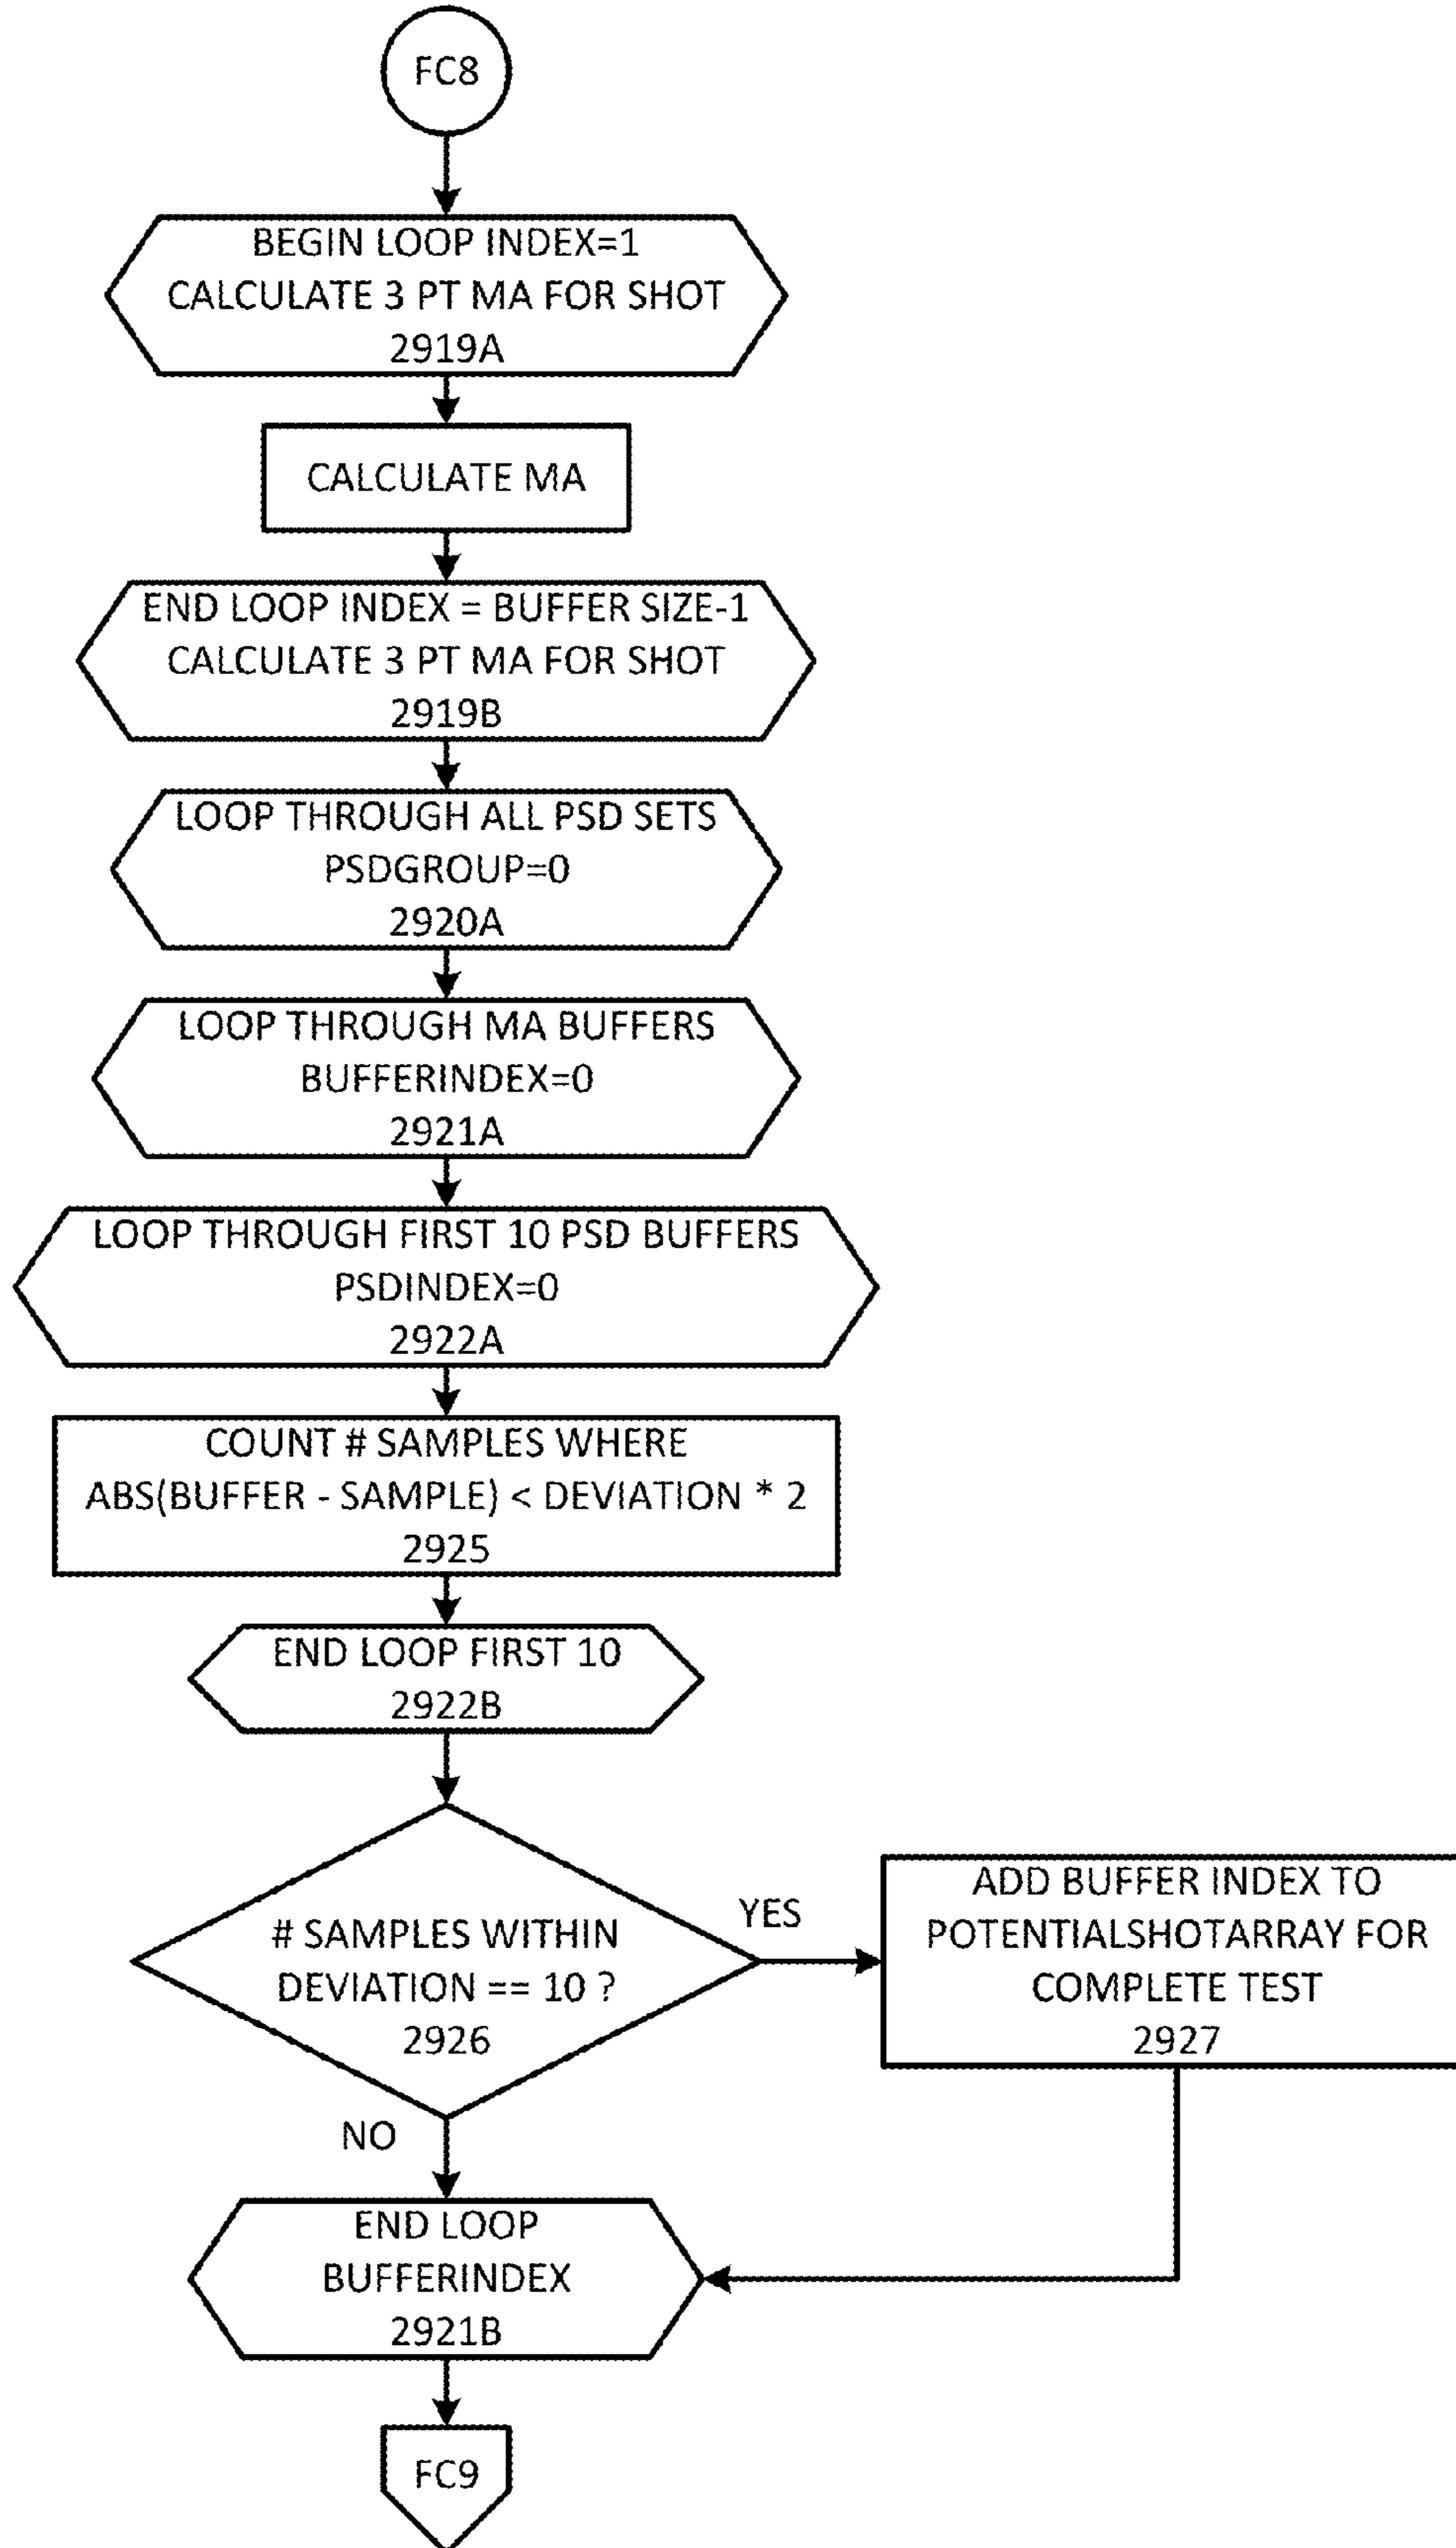 FC8
BEGIN LOOP INDEX=1
CALCULATE 3 PT MA FOR SHOT
2919A
CALCULATE MA
END LOOP INDEX = BUFFER SIZE-1
CALCULATE 3 PT MA FOR SHOT
2919B
LOOP THROUGH ALL PSD SETS
PSDGROUP=0
2920A
LOOP THROUGH MA BUFFERS
BUFFERINDEX=0
2921A
LOOP THROUGH FIRST 10 PSD BUFFERS
PSDINDEX=0
2922A
COUNT # SAMPLES WHERE
ABS(BUFFER - SAMPLE) < DEVIATION * 2
2925
END LOOP FIRST 10
2922B
# SAMPLES WITHIN
DEVIATION == 10 ?
2926
YES
ADD BUFFER INDEX TO
POTENTIALSHOTARRAY FOR
COMPLETE TEST
2927
NO
END LOOP
BUFFERINDEX
2921B
FC9